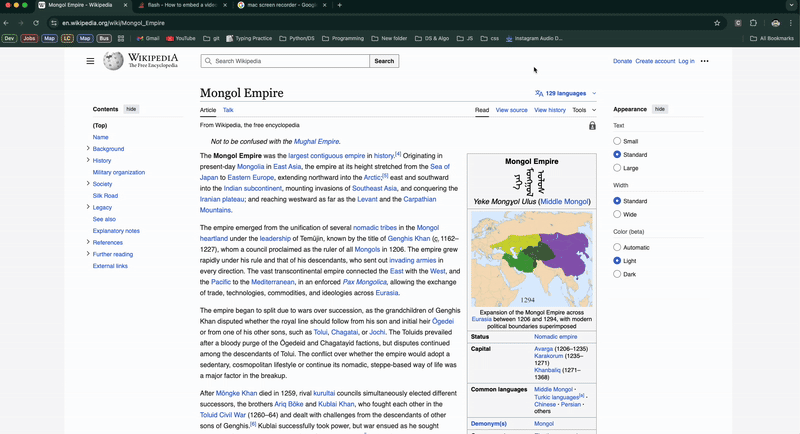 Mongol Empire - Wikipedia
flash - How to embed a video
mac screen recorder - Google
en.wikipedia.org/wiki/Mongol_Empire
Dev
Jobs
Map
LC
Map
Bus
Gmail
YouTube
git
Typing Practice
Python/DS
Programming
New folder
DS & Algo
JS
css
Instagram Audio D...
All Bookmarks
WIKIPEDIA
The Free Encyclopedia
Search Wikipedia
Search
Donate
Create account
Log in
Contents
hide
(Top)
Name
Background
History
Military organization
Society
Silk Road
Legacy
See also
Explanatory notes
References
Further reading
External links
Mongol Empire
129 languages
Article
Talk
Read
View source
View history
Tools
From Wikipedia, the free encyclopedia
Not to be confused with the Mughal Empire.
The Mongol Empire was the largest contiguous empire in history.[4] Originating in
present-day Mongolia in East Asia, the empire at its height stretched from the Sea of
Japan to Eastern Europe, extending northward into the Arctic;[5] east and southward
into the Indian subcontinent, mounting invasions of Southeast Asia, and conquering the
Iranian plateau; and reaching westward as far as the Levant and the Carpathian
Mountains.
The empire emerged from the unification of several nomadic tribes in the Mongol
heartland under the leadership of Temüjin, known by the title of Genghis Khan (c. 1162–
1227), whom a council proclaimed as the ruler of all Mongols in 1206. The empire grew
rapidly under his rule and that of his descendants, who sent out invading armies in
every direction. The vast transcontinental empire connected the East with the West, and
the Pacific to the Mediterranean, in an enforced Pax Mongolica, allowing the exchange
of trade, technologies, commodities, and ideologies across Eurasia.
The empire began to split due to wars over succession, as the grandchildren of Genghis
Khan disputed whether the royal line should follow from his son and initial heir Ögedei
or from one of his other sons, such as Tolui, Chagatai, or Jochi. The Toluids prevailed
after a bloody purge of the Ögedeid and Chagatayid factions, but disputes continued
among the descendants of Tolui. The conflict over whether the empire would adopt a
sedentary, cosmopolitan lifestyle or continue its nomadic, steppe-based way of life was
a major factor in the breakup.
After Möngke Khan died in 1259, rival kurultai councils simultaneously elected different
successors, the brothers Ariq Böke and Kublai Khan, who fought each other in the
Toluid Civil War (1260–64) and dealt with challenges from the descendants of other
sons of Genghis.[6] Kublai successfully took power, but war ensued as he sought
Mongol Empire
Yeke Mongɣol Ulus (Middle Mongol)
1294
Expansion of the Mongol Empire across
Eurasia between 1206 and 1294, with modern
political boundaries superimposed
Status
Nomadic empire
Capital
Avarga (1206–1235)
Karakorum (1235–
1271)
Khanbaliq (1271–
1368)
Common languages
Middle Mongol ·
Turkic languages[a] ·
Chinese · Persian ·
others
Demonym(s)
Mongol
Appearance
hide
Text
Small
Standard
Large
Width
Standard
Wide
Color (beta)
Automatic
Light
Dark